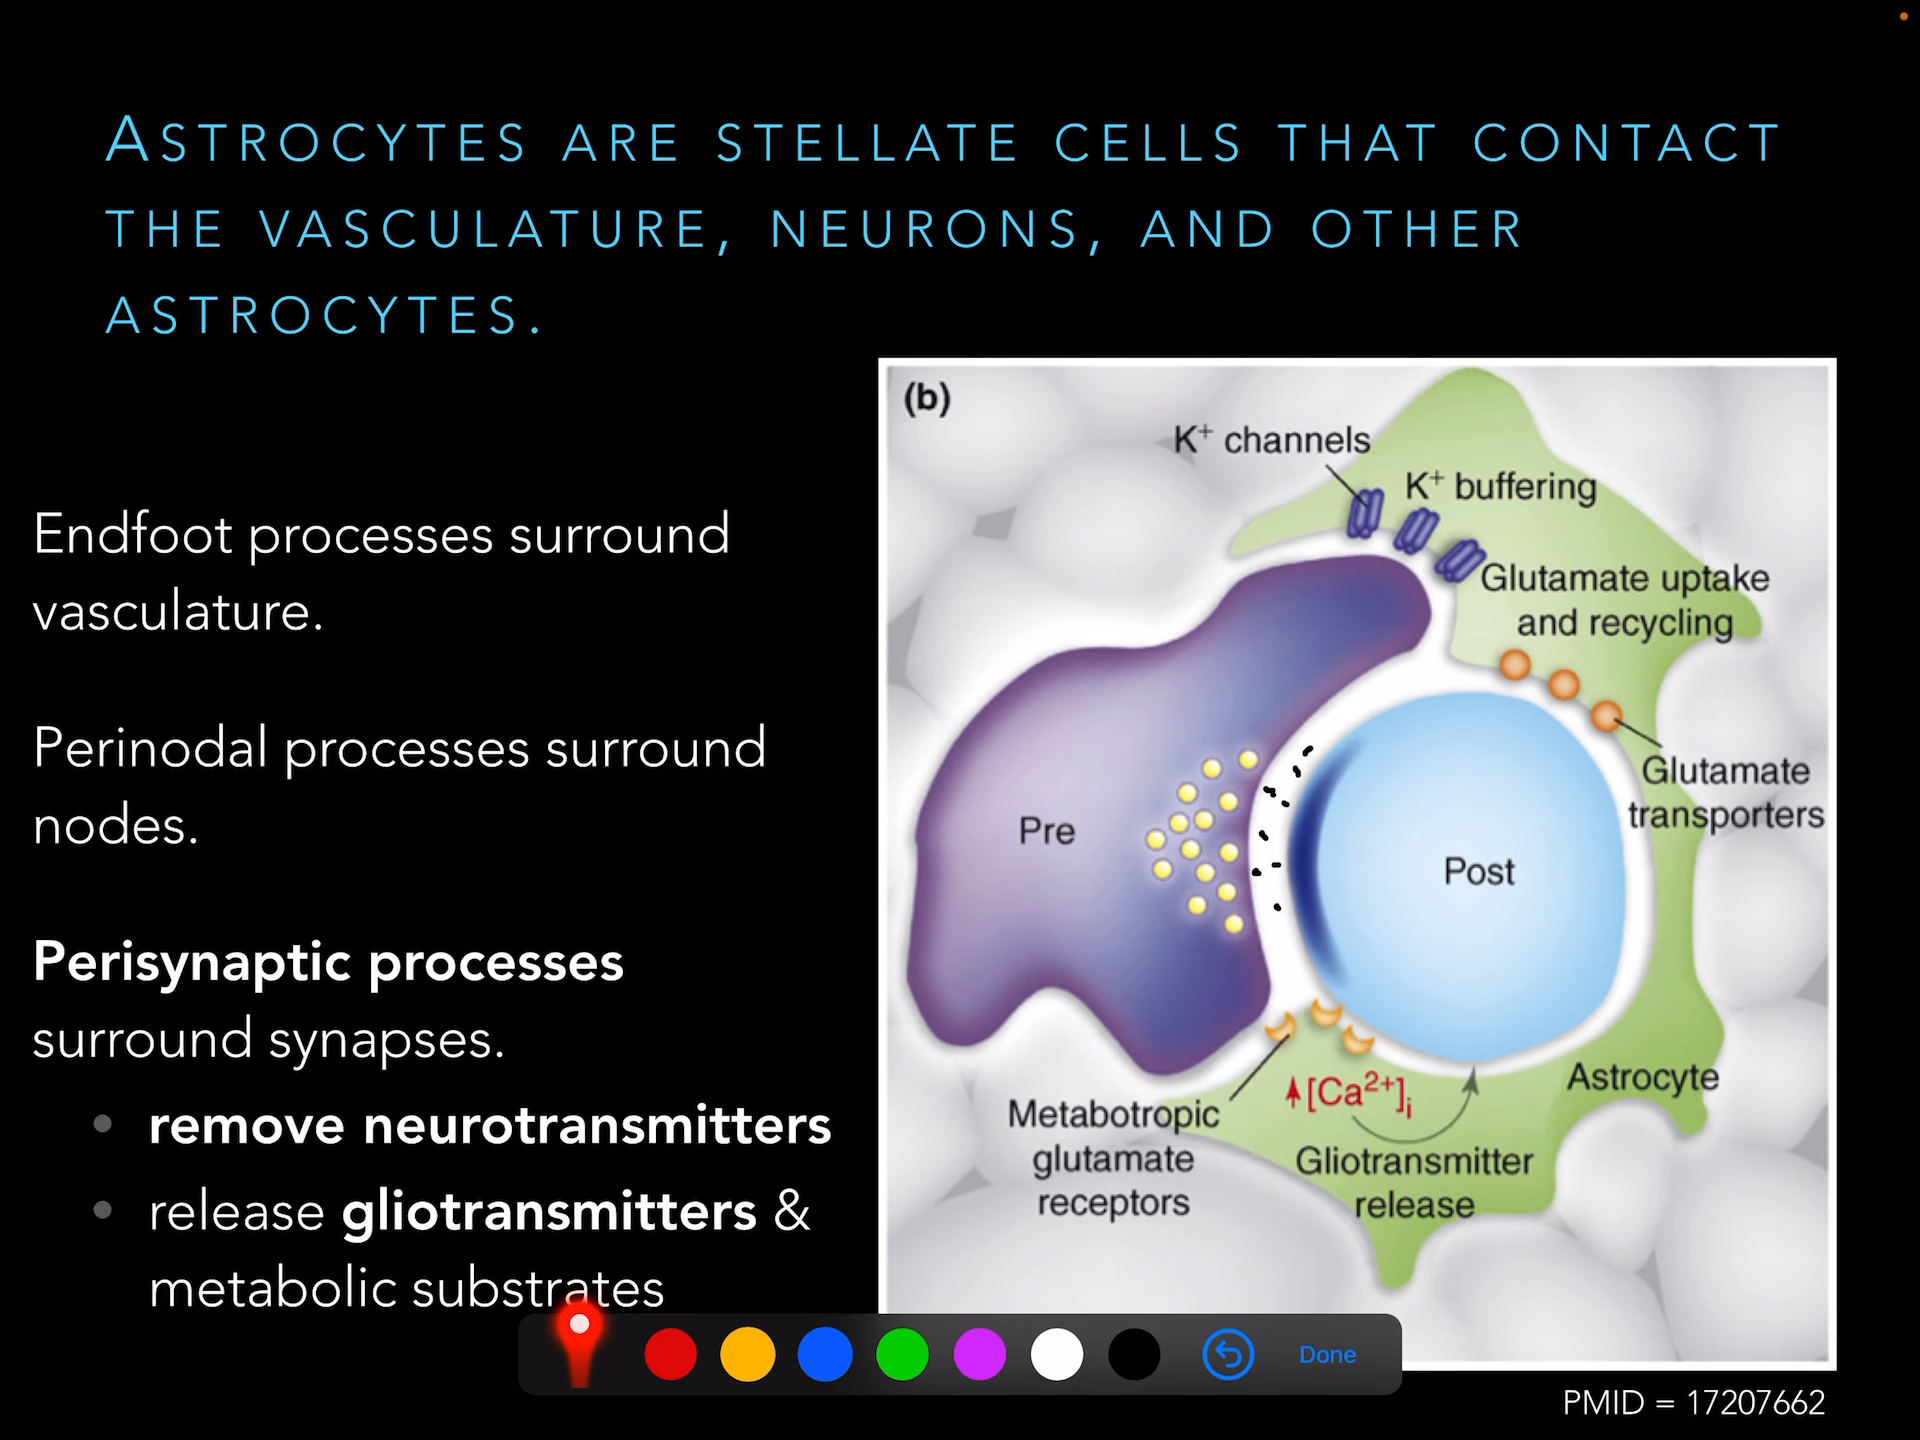 ASTROCYTES ARE STELLATE CELLS THAT CONTACT
THE VASCULATURE, NEURONS, AND OTHER
ASTROCYTES.
Endfoot processes surround
vasculature.
Perinodal processes surround
nodes.
Perisynaptic processes
surround synapses.
• remove neurotransmitters
• release gliotransmitters &
metabolic substrates
(b)
K⁺ channels
K⁺ buffering
Glutamate uptake
and recycling
Glutamate
transporters
Pre
Post
Astrocyte
[Ca²⁺]ᵢ
Metabotropic
glutamate
receptors
Gliotransmitter
release
Done
PMID = 17207662